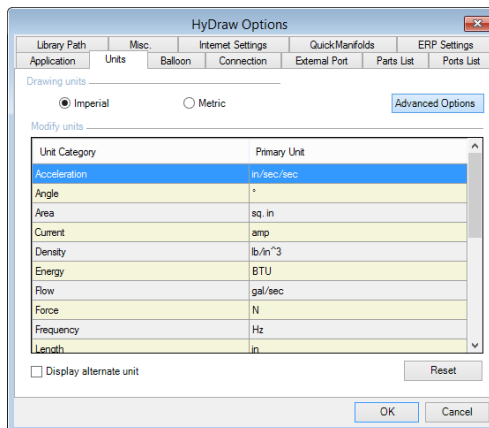 HyDraw Options
Library Path Misc. Internet Settings QuickManifolds ERP Settings
Application Units Balloon Connection External Port Parts List Ports List
Drawing units
Imperial Metric Advanced Options
Modify units
Unit Category Primary Unit
Acceleration in/sec/sec
Angle °
Area sq. in
Current amp
Density lb/in^3
Energy BTU
Flow gal/sec
Force N
Frequency Hz
Length in
Display alternate unit Reset
OK Cancel